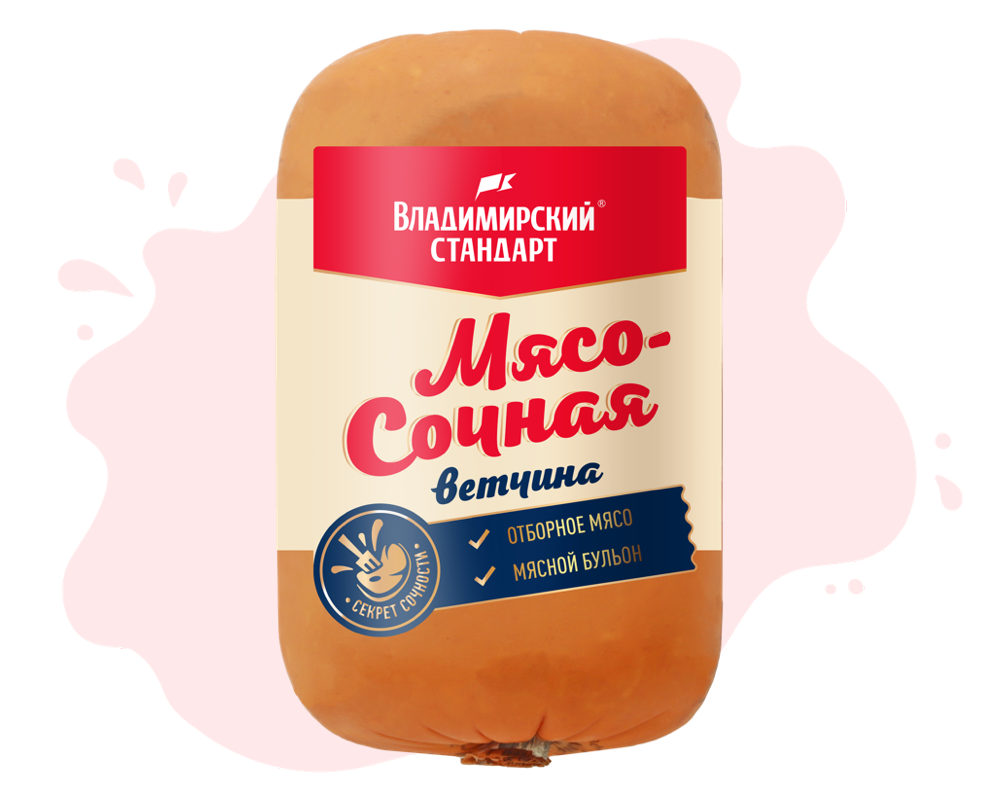 ВЛАДИМИРСКИЙ®
СТАНДАРТ
Мясо-
Сочная
ветчина
ОТБОРНОЕ МЯСО
МЯСНОЙ БУЛЬОН
• СЕКРЕТ СОЧНОСТИ •